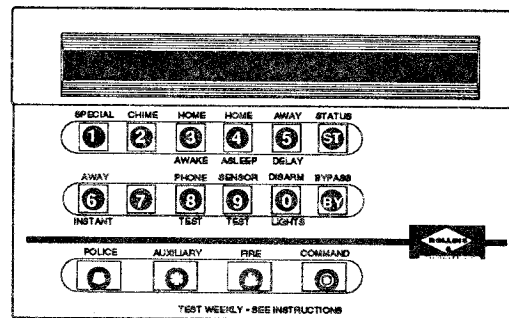 SPECIAL CHIME HOME HOME AWAY STATUS
1 2 3 4 5 ST
AWAKE ASLEEP DELAY
AWAY PHONE SENSOR DISARM BYPASS
6 7 8 9 0 BY
INSTANT TEST TEST LIGHTS
ROLLINS
POLICE AUXILIARY FIRE COMMAND
TEST WEEKLY - SEE INSTRUCTIONS